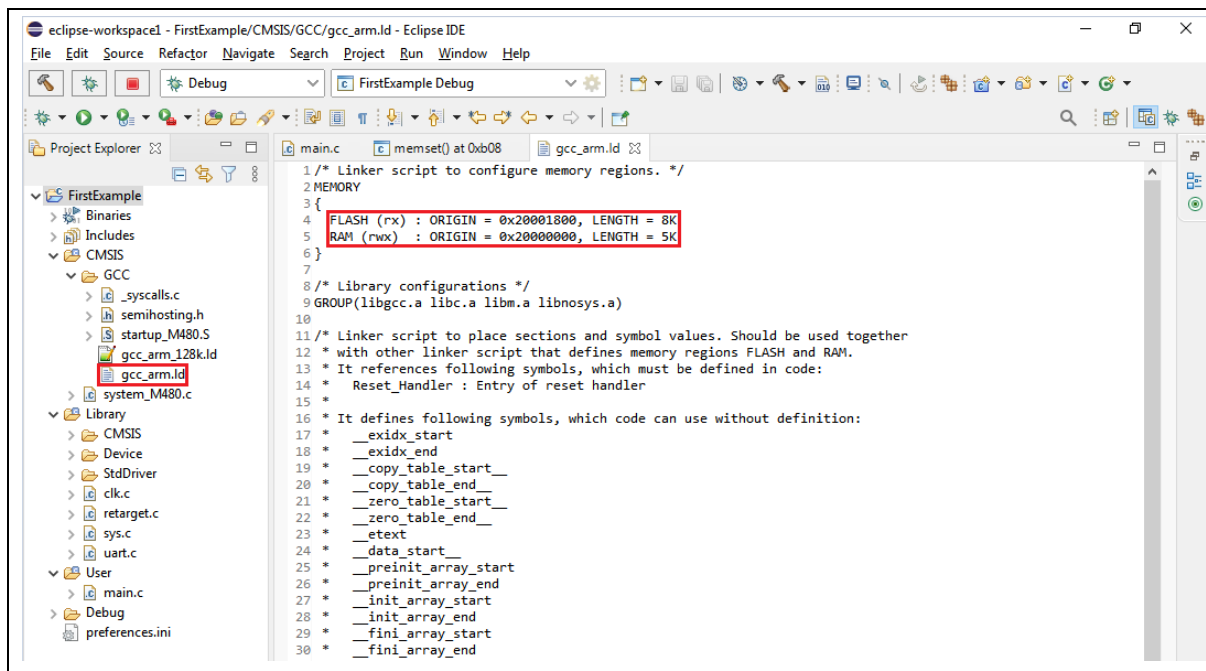 eclipse-workspace1 - FirstExample/CMSIS/GCC/gcc_arm.ld - Eclipse IDE
File Edit Source Refactor Navigate Search Project Run Window Help
Debug
FirstExample Debug
Project Explorer
FirstExample
Binaries
Includes
CMSIS
GCC
_syscalls.c
semihosting.h
startup_M480.S
gcc_arm_128k.ld
gcc_arm.ld
system_M480.c
Library
CMSIS
Device
StdDriver
clk.c
retarget.c
sys.c
uart.c
User
main.c
Debug
preferences.ini
main.c memset() at 0xb08 gcc_arm.ld
1 /* Linker script to configure memory regions. */
2 MEMORY
3 {
4   FLASH (rx) : ORIGIN = 0x20001800, LENGTH = 8K
5   RAM (rwx)  : ORIGIN = 0x20000000, LENGTH = 5K
6 }
7
8 /* Library configurations */
9 GROUP(libgcc.a libc.a libm.a libnosys.a)
10
11 /* Linker script to place sections and symbol values. Should be used together
12  * with other linker script that defines memory regions FLASH and RAM.
13  * It references following symbols, which must be defined in code:
14  *   Reset_Handler : Entry of reset handler
15  *
16  * It defines following symbols, which code can use without definition:
17  *   __exidx_start
18  *   __exidx_end
19  *   __copy_table_start__
20  *   __copy_table_end__
21  *   __zero_table_start__
22  *   __zero_table_end__
23  *   __etext
24  *   __data_start__
25  *   __preinit_array_start
26  *   __preinit_array_end
27  *   __init_array_start
28  *   __init_array_end
29  *   __fini_array_start
30  *   __fini_array_end